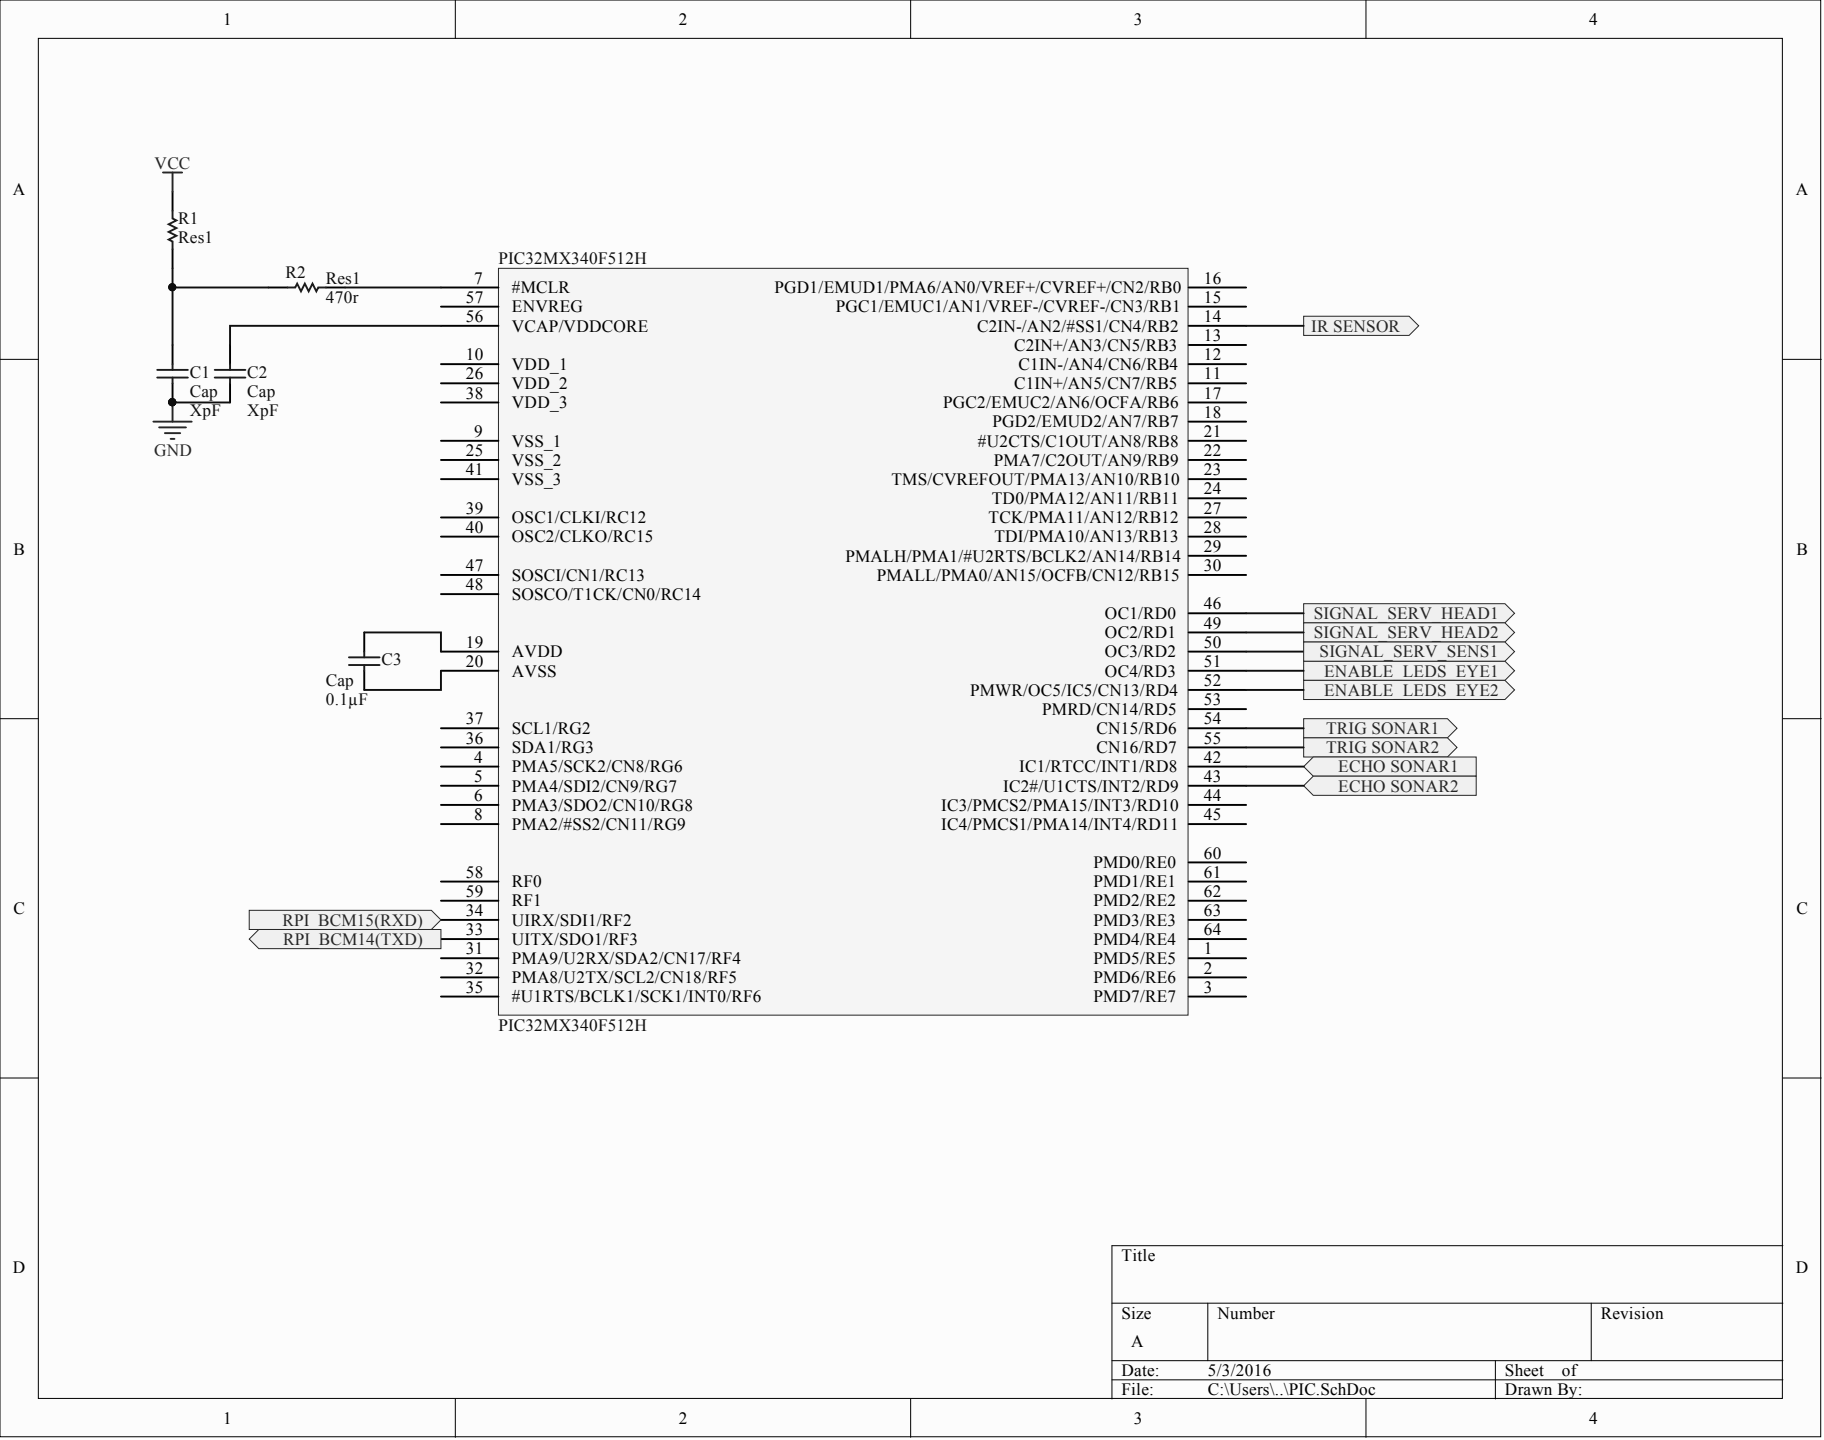 1 2 3 4
A A
VCC
R1
Res1
PIC32MX340F512H
R2 Res1
470r
7 #MCLR
57 ENVREG
56 VCAP/VDDCORE
10 VDD_1
26 VDD_2
38 VDD_3
9 VSS_1
25 VSS_2
41 VSS_3
39 OSC1/CLKI/RC12
40 OSC2/CLKO/RC15
47 SOSCI/CN1/RC13
48 SOSCO/T1CK/CN0/RC14
19 AVDD
20 AVSS
37 SCL1/RG2
36 SDA1/RG3
4 PMA5/SCK2/CN8/RG6
5 PMA4/SDI2/CN9/RG7
6 PMA3/SDO2/CN10/RG8
8 PMA2/#SS2/CN11/RG9
58 RF0
59 RF1
RPI_BCM15(RXD) 34 UIRX/SDI1/RF2
RPI_BCM14(TXD) 33 UITX/SDO1/RF3
31 PMA9/U2RX/SDA2/CN17/RF4
32 PMA8/U2TX/SCL2/CN18/RF5
35 #U1RTS/BCLK1/SCK1/INT0/RF6
PIC32MX340F512H
C1
Cap
XpF
C2
Cap
XpF
GND
C3
Cap
0.1µF
PGD1/EMUD1/PMA6/AN0/VREF+/CVREF+/CN2/RB0 16
PGC1/EMUC1/AN1/VREF-/CVREF-/CN3/RB1 15
C2IN-/AN2/#SS1/CN4/RB2 14 IR SENSOR
C2IN+/AN3/CN5/RB3 13
C1IN-/AN4/CN6/RB4 12
C1IN+/AN5/CN7/RB5 11
PGC2/EMUC2/AN6/OCFA/RB6 17
PGD2/EMUD2/AN7/RB7 18
#U2CTS/C1OUT/AN8/RB8 21
PMA7/C2OUT/AN9/RB9 22
TMS/CVREFOUT/PMA13/AN10/RB10 23
TD0/PMA12/AN11/RB11 24
TCK/PMA11/AN12/RB12 27
TDI/PMA10/AN13/RB13 28
PMALH/PMA1/#U2RTS/BCLK2/AN14/RB14 29
PMALL/PMA0/AN15/OCFB/CN12/RB15 30
OC1/RD0 46 SIGNAL_SERV_HEAD1
OC2/RD1 49 SIGNAL_SERV_HEAD2
OC3/RD2 50 SIGNAL_SERV_SENS1
OC4/RD3 51 ENABLE_LEDS_EYE1
PMWR/OC5/IC5/CN13/RD4 52 ENABLE_LEDS_EYE2
PMRD/CN14/RD5 53
CN15/RD6 54 TRIG SONAR1
CN16/RD7 55 TRIG SONAR2
IC1/RTCC/INT1/RD8 42 ECHO SONAR1
IC2#/U1CTS/INT2/RD9 43 ECHO SONAR2
IC3/PMCS2/PMA15/INT3/RD10 44
IC4/PMCS1/PMA14/INT4/RD11 45
PMD0/RE0 60
PMD1/RE1 61
PMD2/RE2 62
PMD3/RE3 63
PMD4/RE4 64
PMD5/RE5 1
PMD6/RE6 2
PMD7/RE7 3
B B
C C
D D
Title
Size Number Revision
A
Date: 5/3/2016 Sheet of
File: C:\Users\..\PIC.SchDoc Drawn By:
1 2 3 4